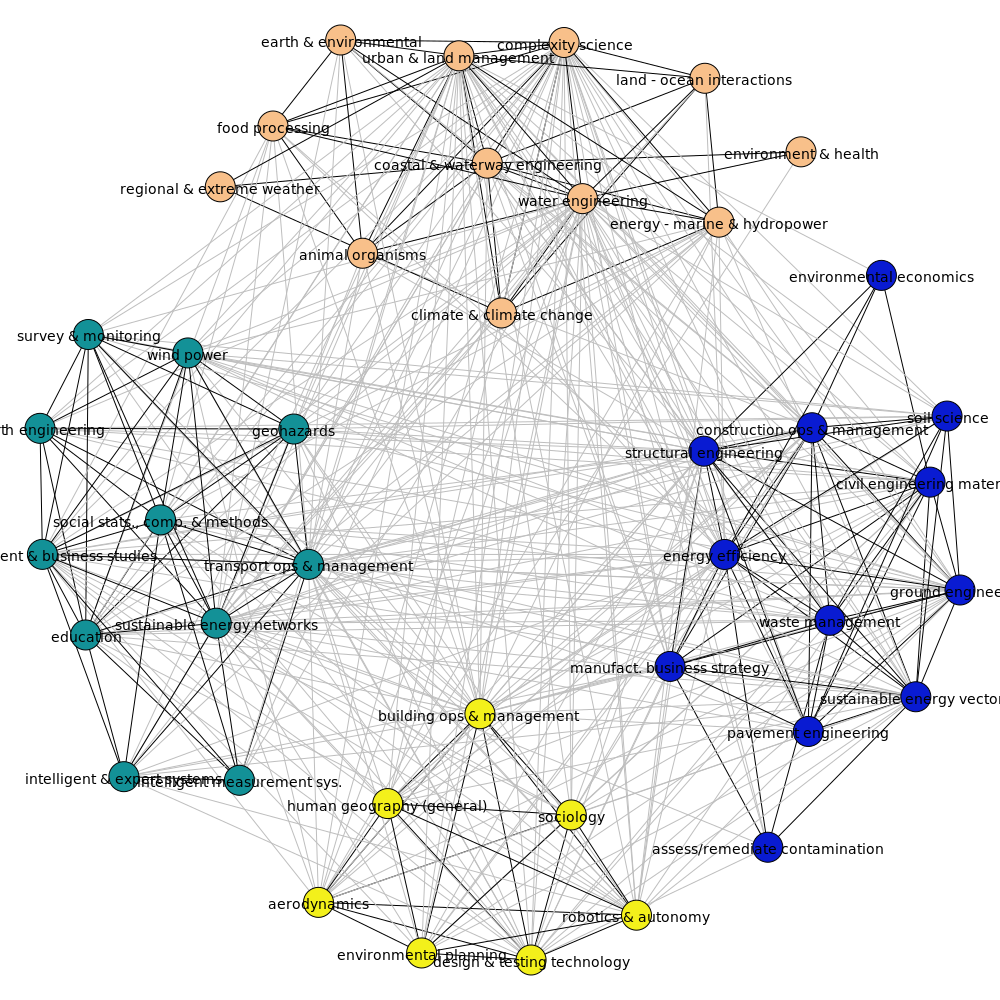 earth & environmental
complexity science
urban & land management
land - ocean interactions
food processing
environment & health
coastal & waterway engineering
regional & extreme weather
water engineering
energy - marine & hydropower
animal organisms
environmental economics
climate & climate change
survey & monitoring
wind power
soil science
th engineering
geohazards
construction ops & management
structural engineering
civil engineering mater
social stats., comp. & methods
ent & business studies
energy efficiency
transport ops & management
ground enginee
sustainable energy networks
waste management
education
manufact. business strategy
sustainable energy vector
building ops & management
pavement engineering
intelligent & expert systems
intelligent measurement sys.
human geography (general)
sociology
assess/remediate contamination
aerodynamics
robotics & autonomy
environmental planning
design & testing technology